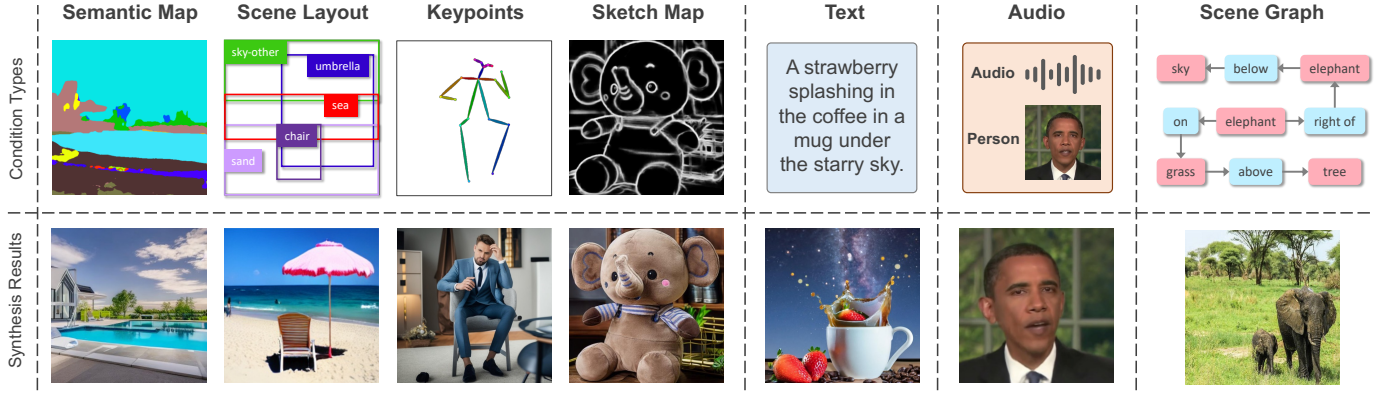 Semantic Map
Scene Layout
Keypoints
Sketch Map
Text
Audio
Scene Graph
Condition Types
sky-other
umbrella
sea
chair
sand
A strawberry
splashing in
the coffee in a
mug under
the starry sky.
Audio
Person
sky
below
elephant
on
elephant
right of
grass
above
tree
Synthesis Results